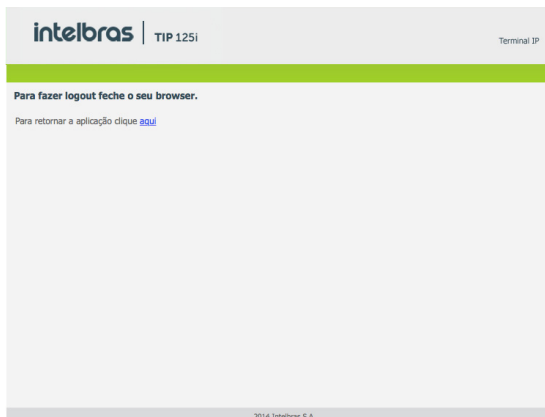 intelbras TIP 125i
Terminal IP
Para fazer logout feche o seu browser.
Para retornar a aplicação clique aqui
2014 Intelbras S.A.